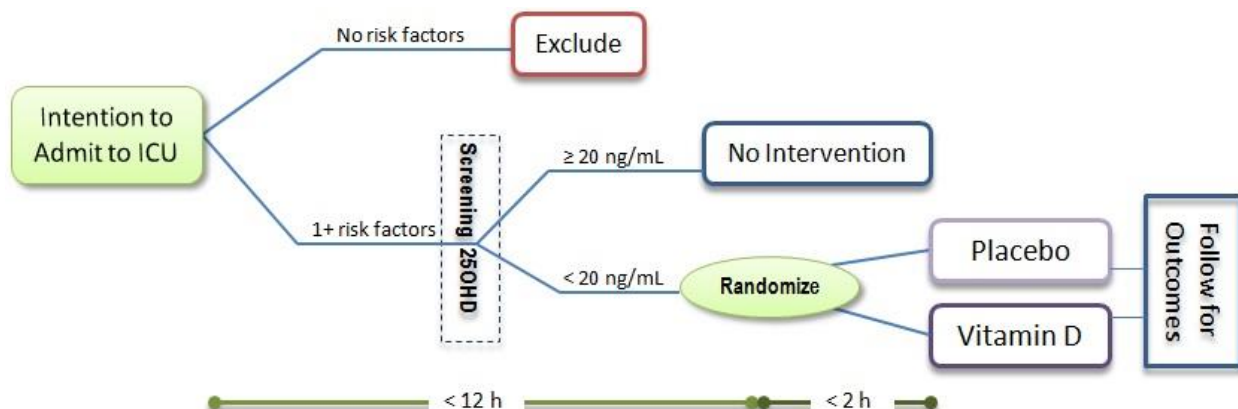 No risk factors
Exclude
Intention to
Admit to ICU
Screening 25OHD
≥ 20 ng/mL
No Intervention
1+ risk factors
< 20 ng/mL
Randomize
Placebo
Vitamin D
Follow for
Outcomes
< 12 h
< 2 h